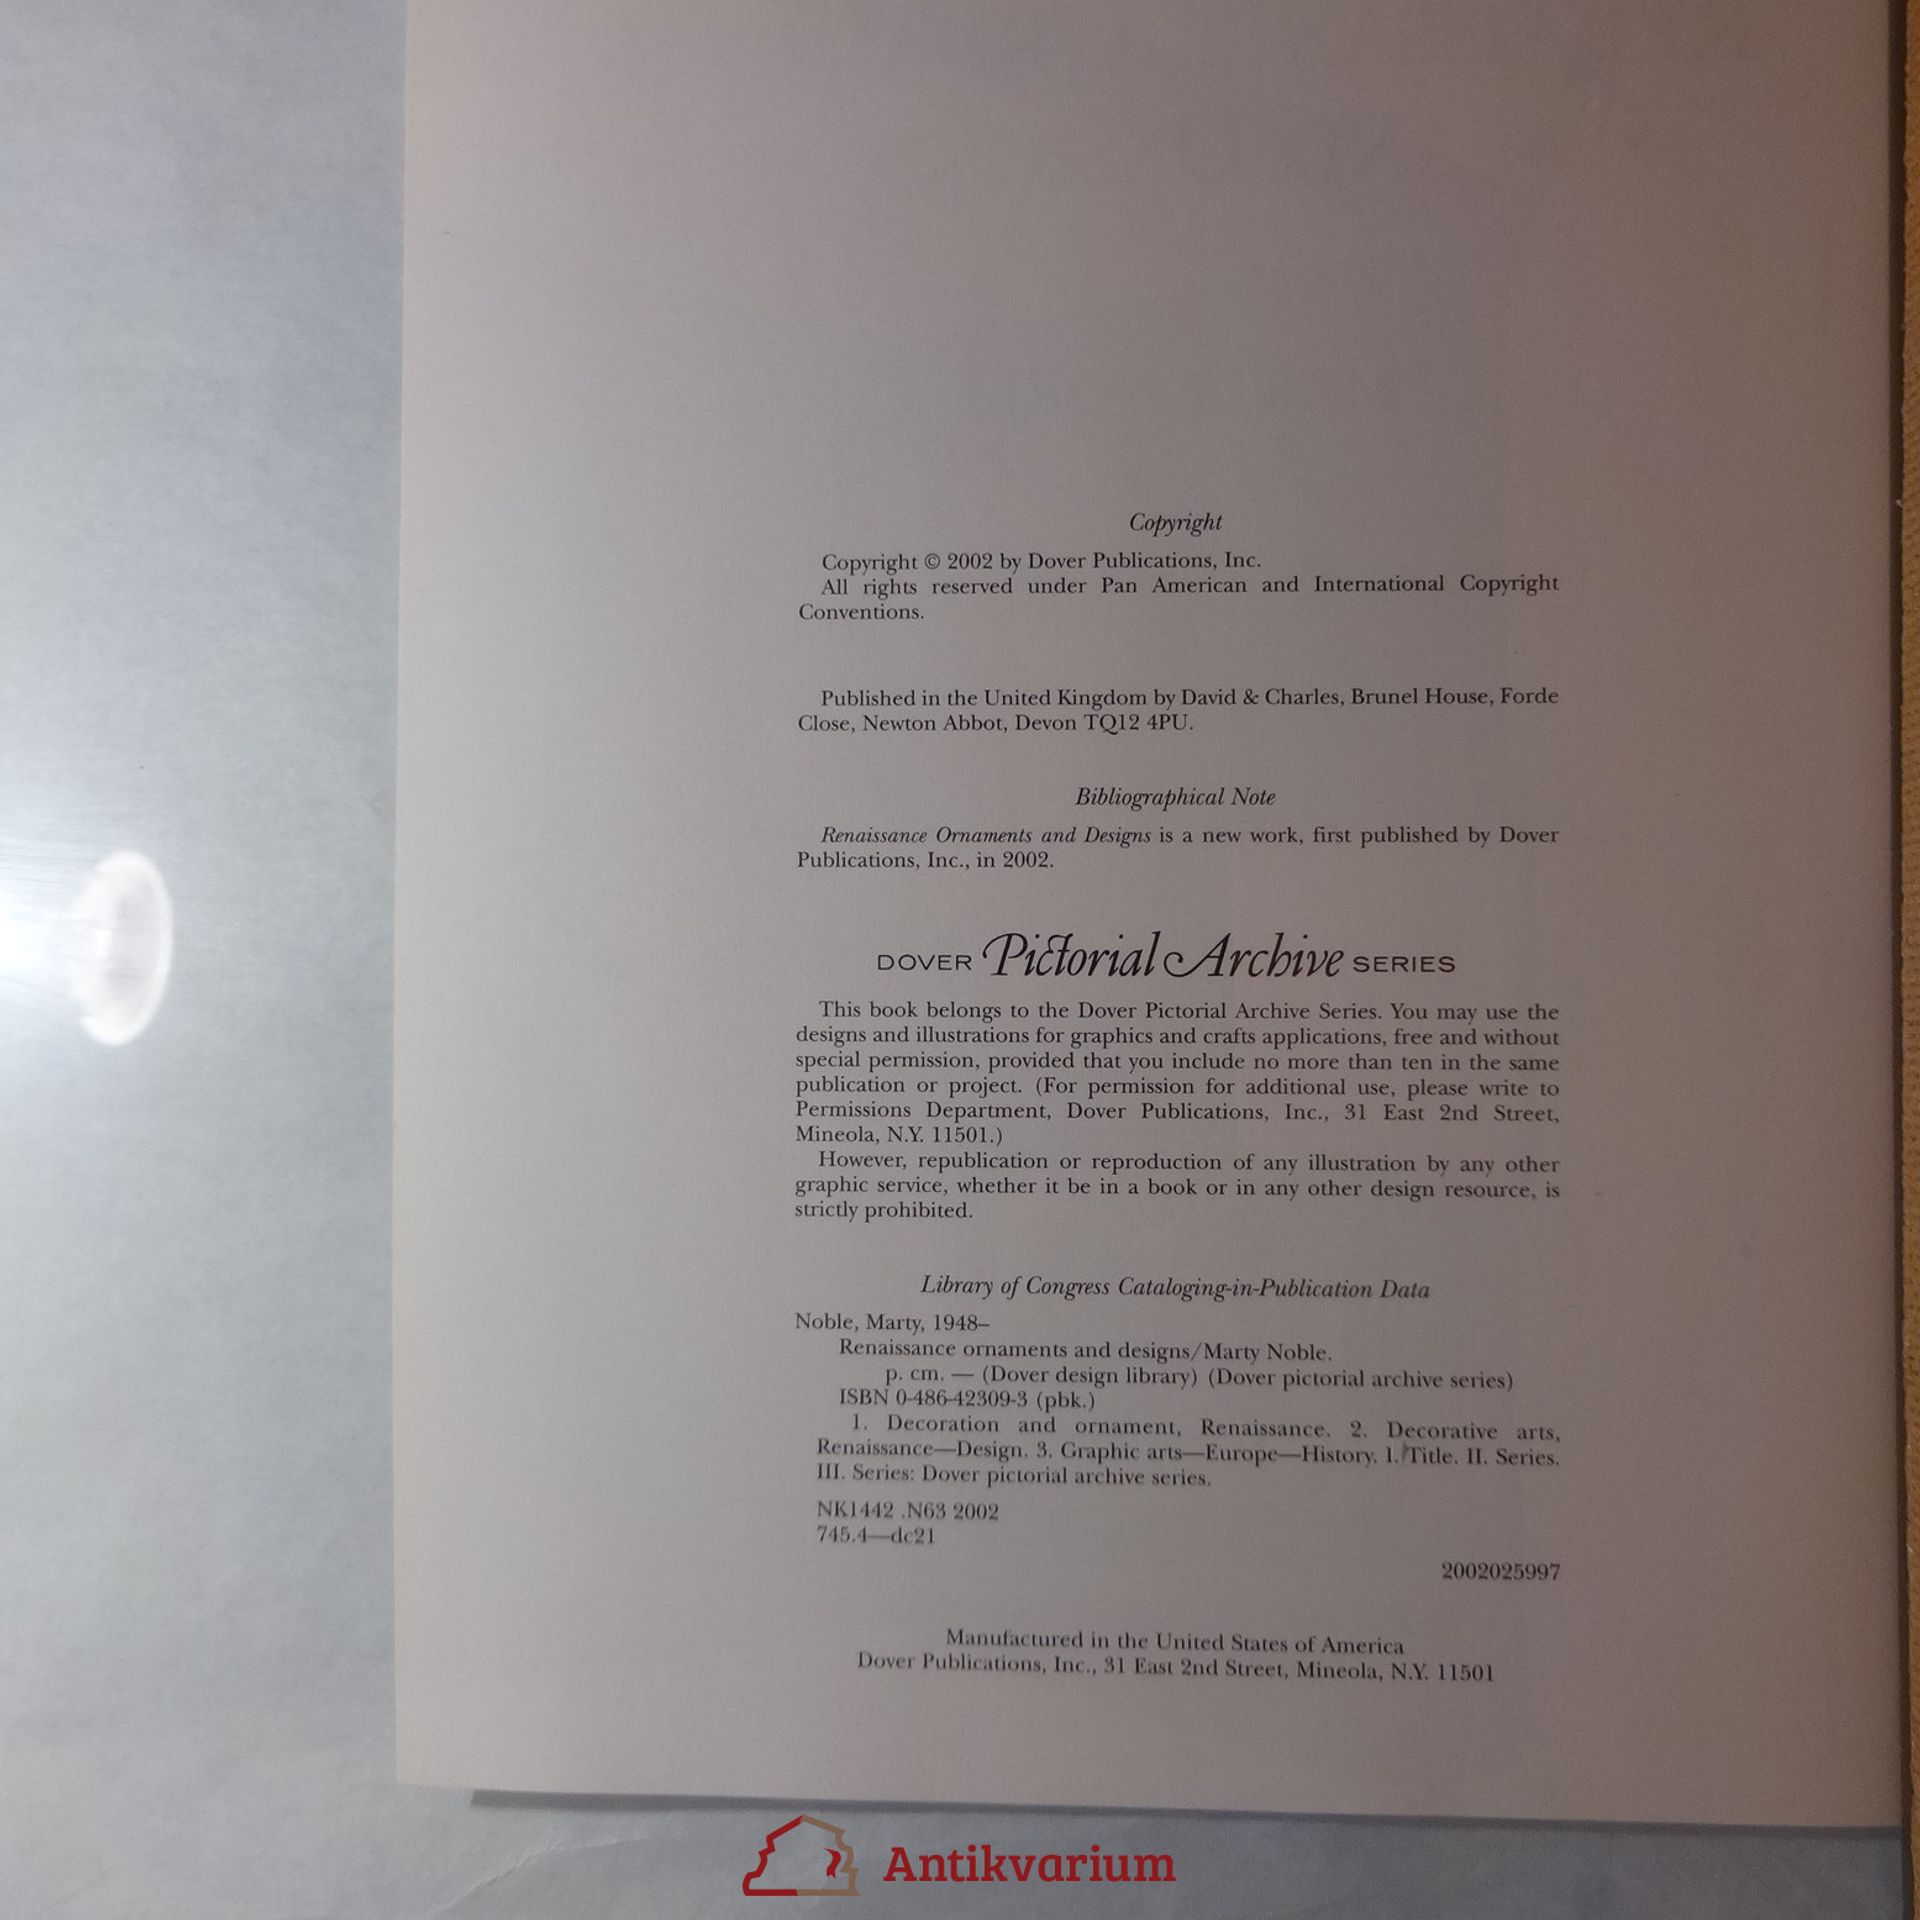 Copyright
Copyright © 2002 by Dover Publications, Inc.
All rights reserved under Pan American and International Copyright
Conventions.
Published in the United Kingdom by David & Charles, Brunel House, Forde
Close, Newton Abbot, Devon TQ12 4PU.
Bibliographical Note
Renaissance Ornaments and Designs is a new work, first published by Dover
Publications, Inc., in 2002.
DOVER Pictorial Archive SERIES
This book belongs to the Dover Pictorial Archive Series. You may use the
designs and illustrations for graphics and crafts applications, free and without
special permission, provided that you include no more than ten in the same
publication or project. (For permission for additional use, please write to
Permissions Department, Dover Publications, Inc., 31 East 2nd Street,
Mineola, N.Y. 11501.)
However, republication or reproduction of any illustration by any other
graphic service, whether it be in a book or in any other design resource, is
strictly prohibited.
Library of Congress Cataloging-in-Publication Data
Noble, Marty, 1948–
Renaissance ornaments and designs/Marty Noble.
p. cm. — (Dover design library) (Dover pictorial archive series)
ISBN 0-486-42309-3 (pbk.)
1. Decoration and ornament, Renaissance. 2. Decorative arts,
Renaissance—Design. 3. Graphic arts—Europe—History. I. Title. II. Series.
III. Series: Dover pictorial archive series.
NK1442 .N63 2002
745.4—dc21
2002025997
Manufactured in the United States of America
Dover Publications, Inc., 31 East 2nd Street, Mineola, N.Y. 11501
Antikvarium